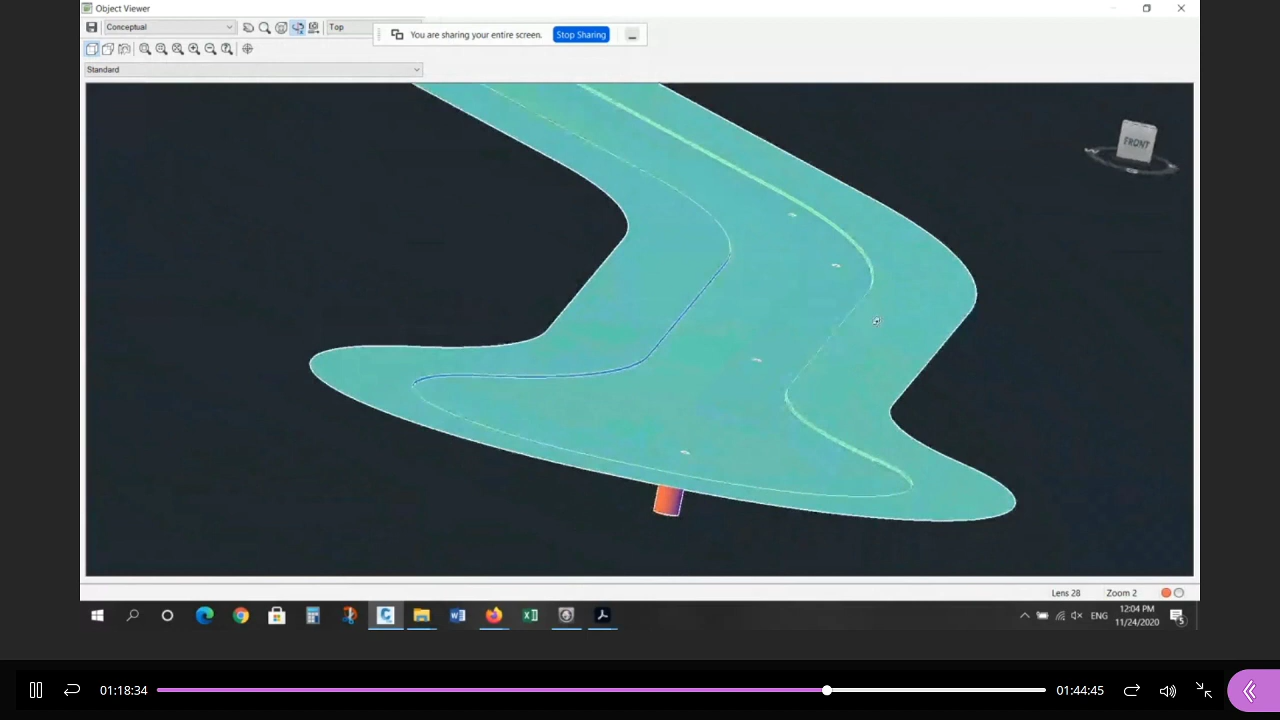 Object Viewer
Conceptual
Top
You are sharing your entire screen.
Stop Sharing
Standard
FRONT
Lens 28
Zoom 2
ENG
12:04 PM
11/24/2020
5
01:18:34
01:44:45